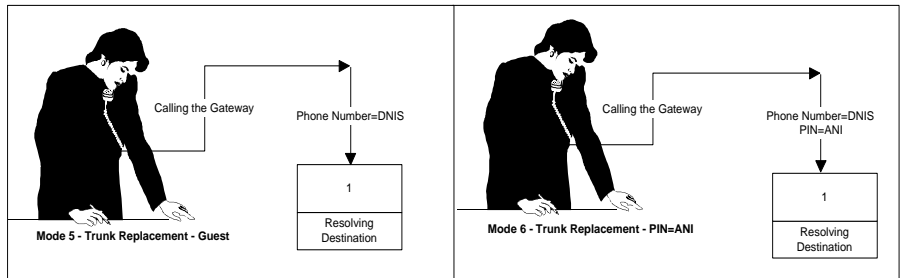 Calling the Gateway
Phone Number=DNIS
1
Resolving
Destination
Mode 5 - Trunk Replacement - Guest
Calling the Gateway
Phone Number=DNIS
PIN=ANI
1
Resolving
Destination
Mode 6 - Trunk Replacement - PIN=ANI